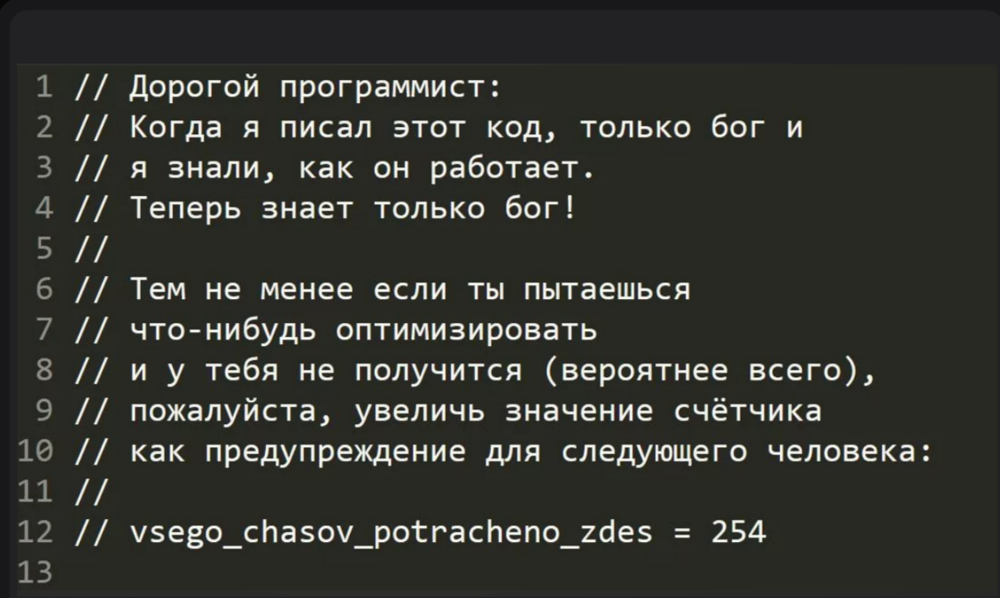 1 // Дорогой программист:
2 // Когда я писал этот код, только бог и
3 // я знали, как он работает.
4 // Теперь знает только бог!
5 //
6 // Тем не менее если ты пытаешься
7 // что-нибудь оптимизировать
8 // и у тебя не получится (вероятнее всего),
9 // пожалуйста, увеличь значение счётчика
10 // как предупреждение для следующего человека:
11 //
12 // vsego_chasov_potracheno_zdes = 254
13